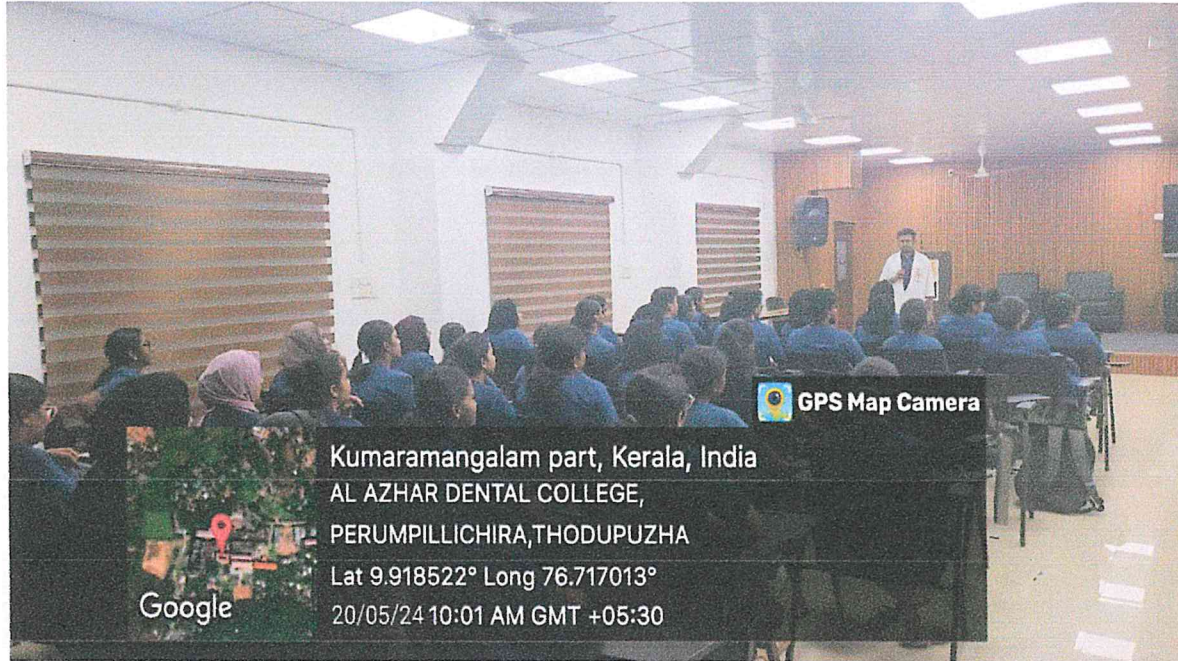 GPS Map Camera
Kumaramangalam part, Kerala, India
AL AZHAR DENTAL COLLEGE,
PERUMPILLICHIRA,THODUPUZHA
Lat 9.918522° Long 76.717013°
20/05/24 10:01 AM GMT +05:30
Google